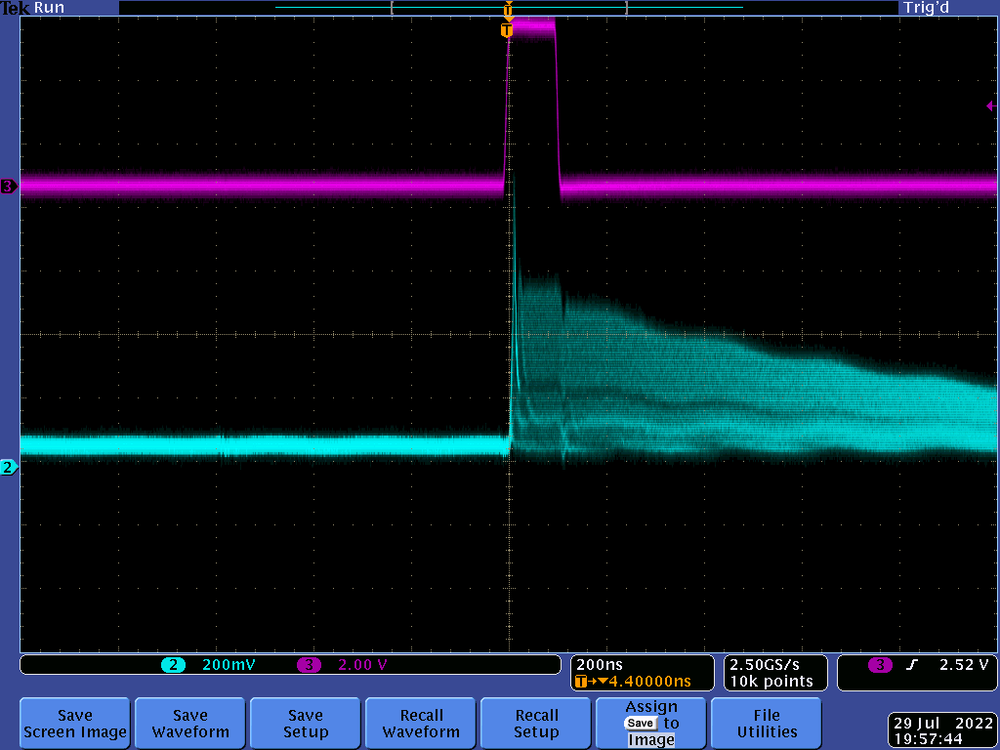 Tek Run Trig'd
T
T
3
2
2 200mV 3 2.00 V
200ns
T→▼4.40000ns
2.50GS/s
10k points
3 2.52 V
Save
Screen Image
Save
Waveform
Save
Setup
Recall
Waveform
Recall
Setup
Assign
Save to
Image
File
Utilities
29 Jul 2022
19:57:44